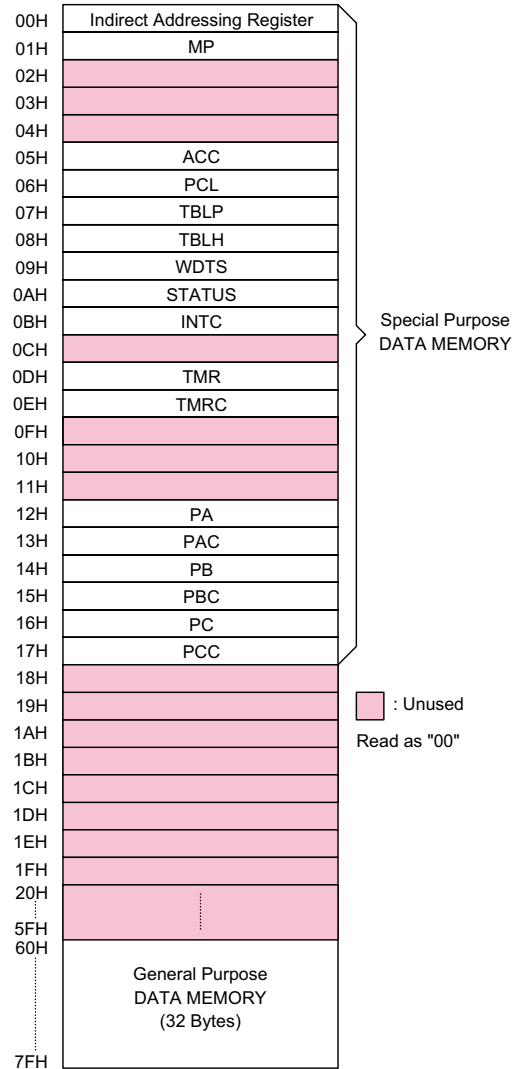 00H Indirect Addressing Register
01H MP
02H
03H
04H
05H ACC
06H PCL
07H TBLP
08H TBLH
09H WDTS
0AH STATUS
0BH INTC
0CH
0DH TMR
0EH TMRC
0FH
10H
11H
12H PA
13H PAC
14H PB
15H PBC
16H PC
17H PCC
Special Purpose
DATA MEMORY
18H
19H
1AH
1BH
1CH
1DH
1EH
1FH
20H
5FH
60H
7FH
: Unused
Read as "00"
General Purpose
DATA MEMORY
(32 Bytes)